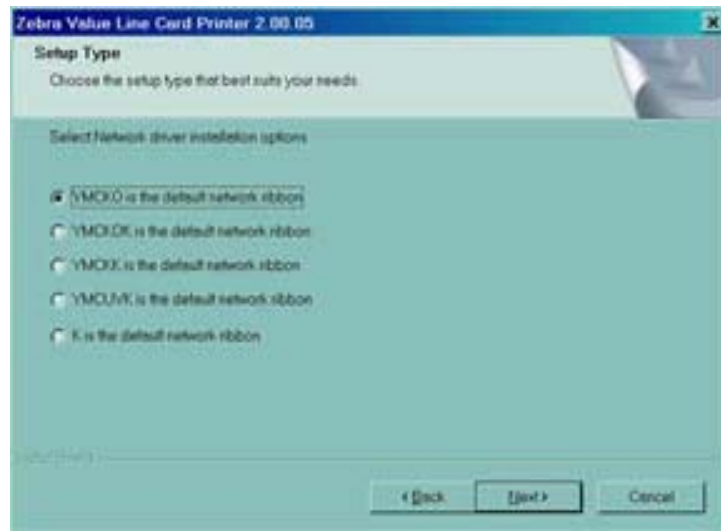 Zebra Value Line Card Printer 2.00.05
Setup Type
Choose the setup type that best suits your needs.
Select Network driver installation options
YMCKO is the default network ribbon
YMCKOK is the default network ribbon
YMCKK is the default network ribbon
YMCUVK is the default network ribbon
K is the default network ribbon
InstallShield
< Back
Next >
Cancel